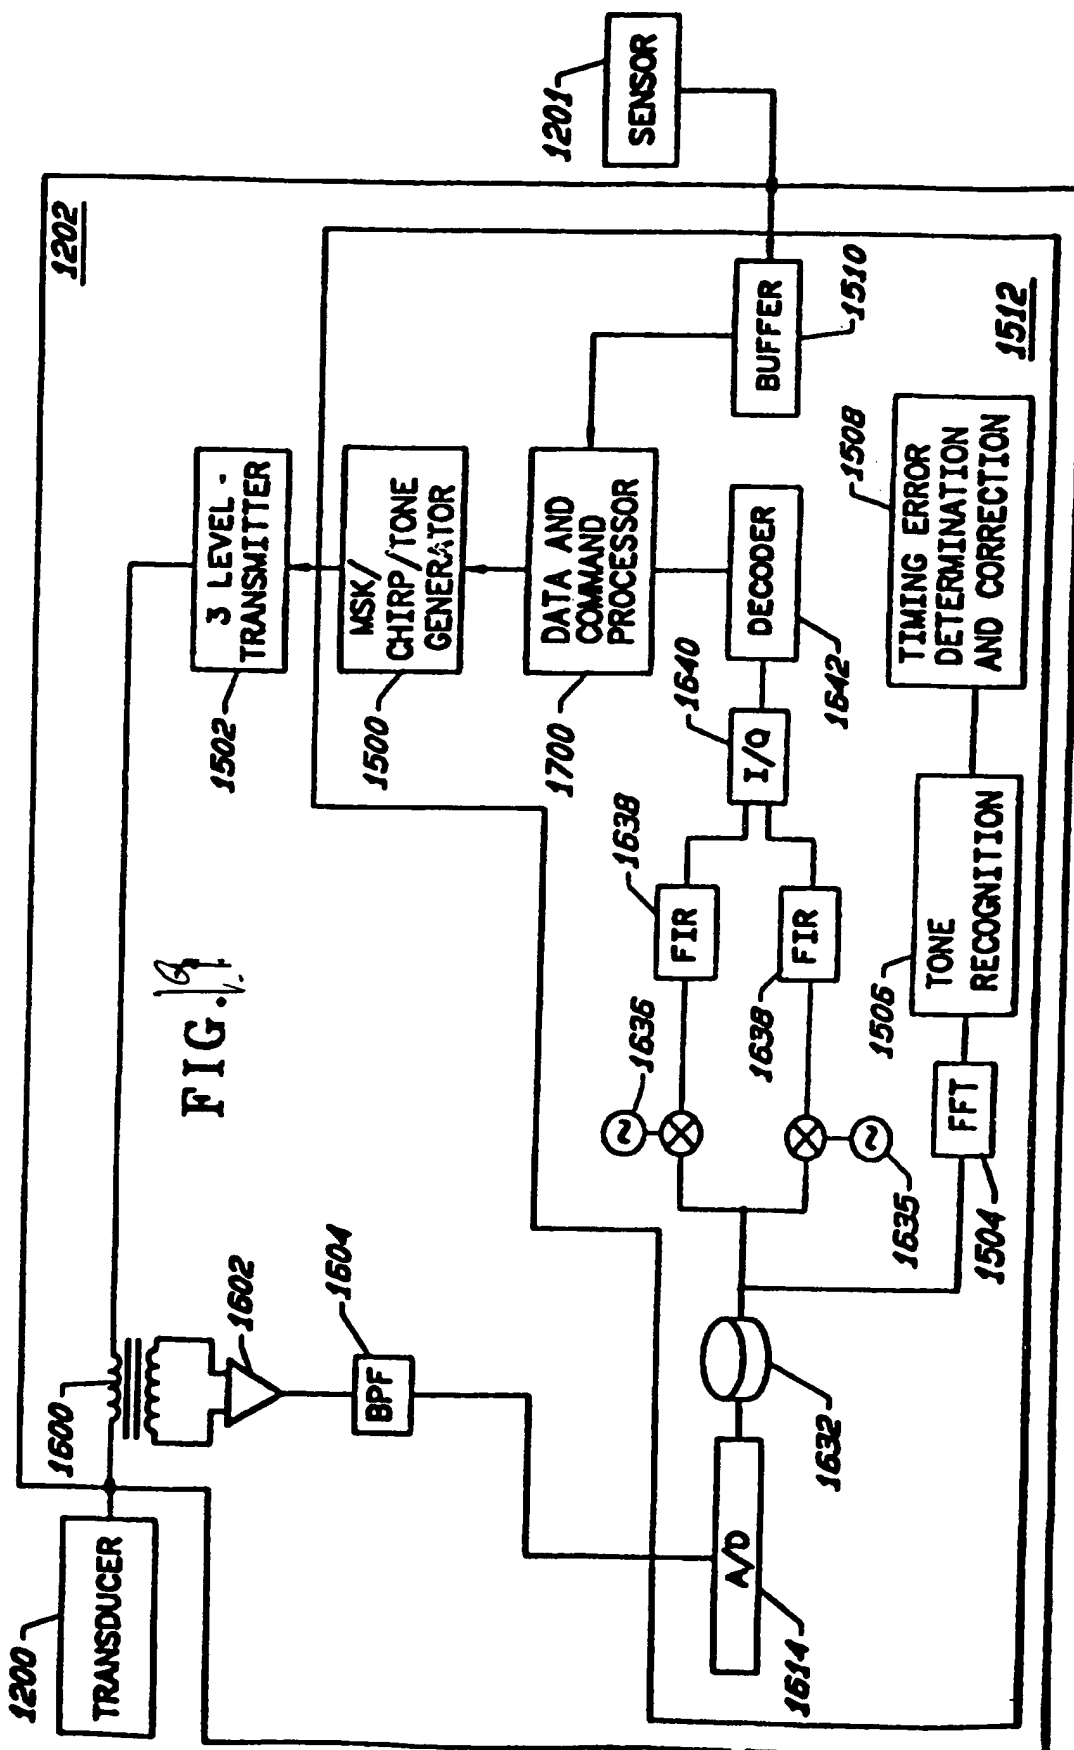 1202
1201
SENSOR
1502
3 LEVEL -
TRANSMITTER
1500
MSK/
CHIRP/TONE
GENERATOR
1700
DATA AND
COMMAND
PROCESSOR
BUFFER
1510
1512
DECODER
1642
1640
I/Q
1638
FIR
FIR
1638
1636
1635
1508
TIMING ERROR
DETERMINATION
AND CORRECTION
1506
TONE
RECOGNITION
FFT
1504
FIG.
1600
1602
1604
BPF
1632
A/D
1614
1200
TRANSDUCER